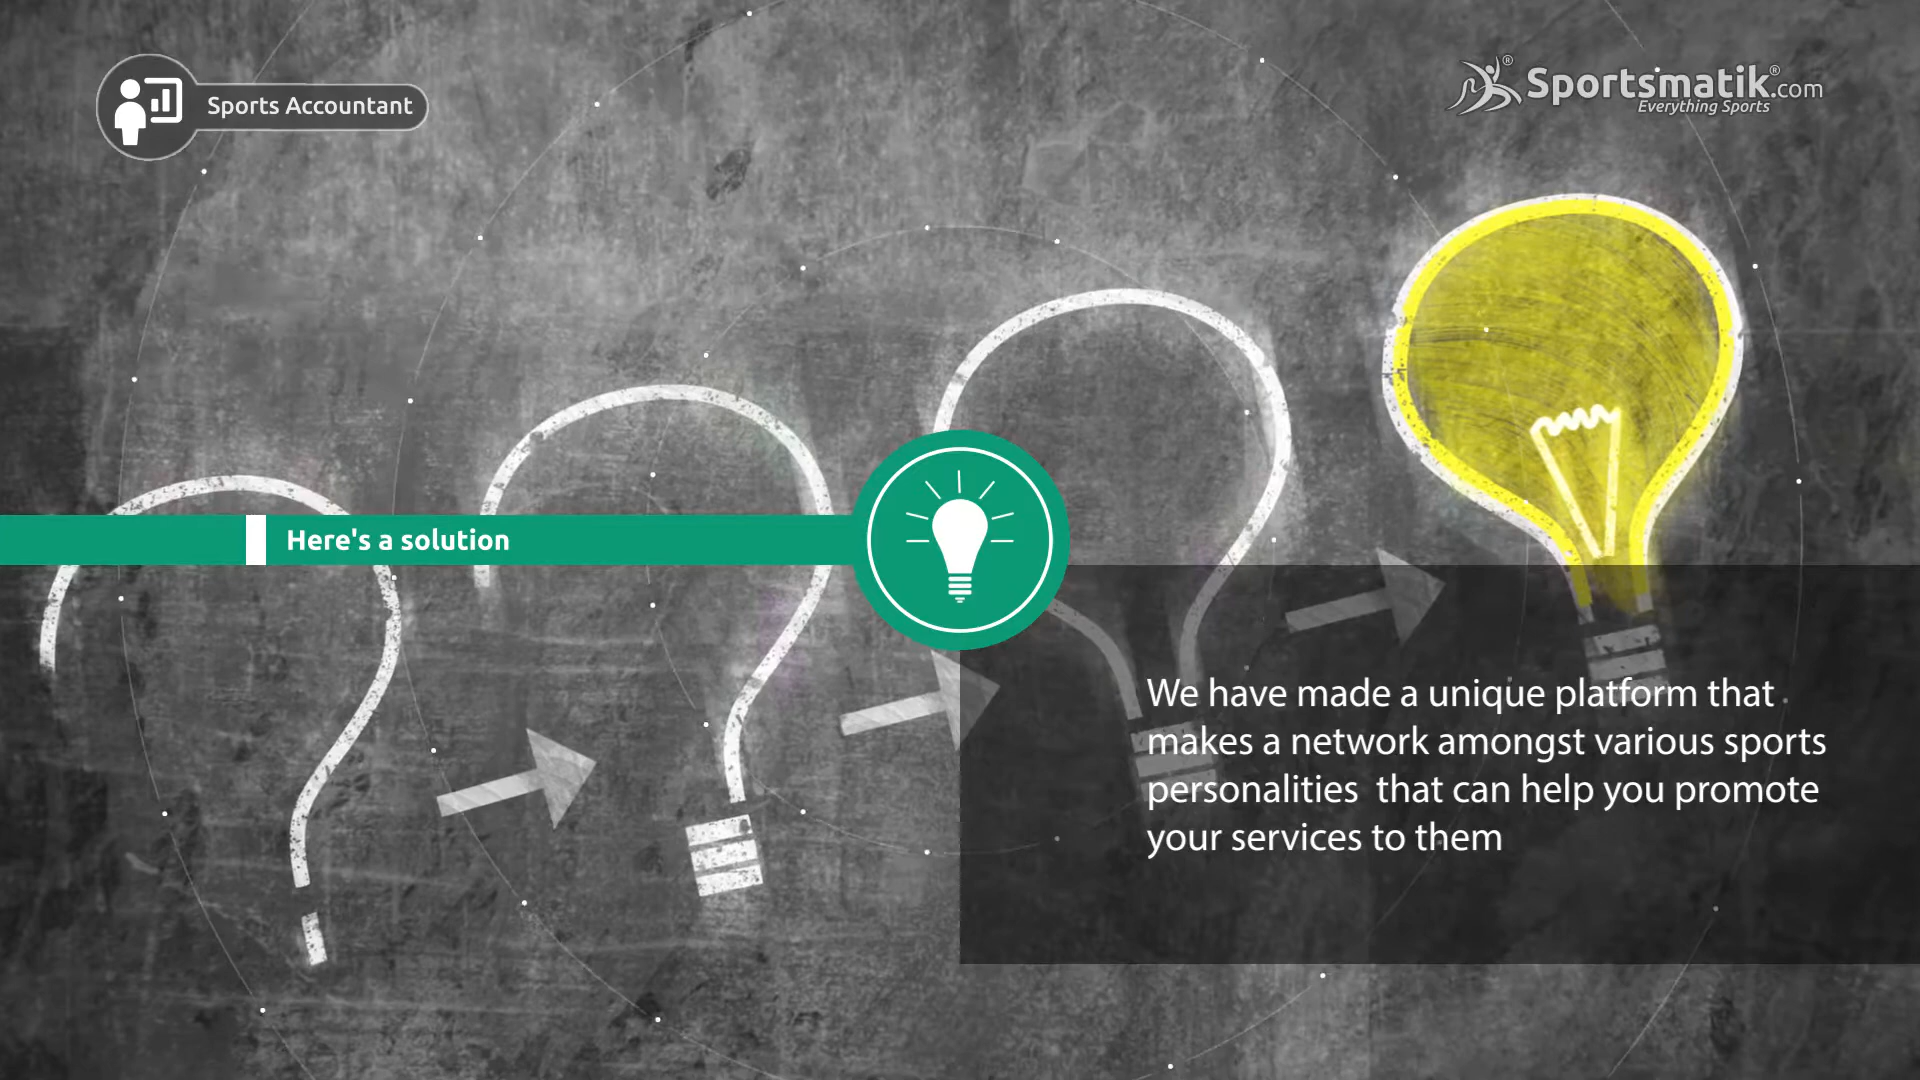 Sports Accountant
Sportsmatik®.com
Everything Sports
Here's a solution
We have made a unique platform that
makes a network amongst various sports
personalities  that can help you promote
your services to them